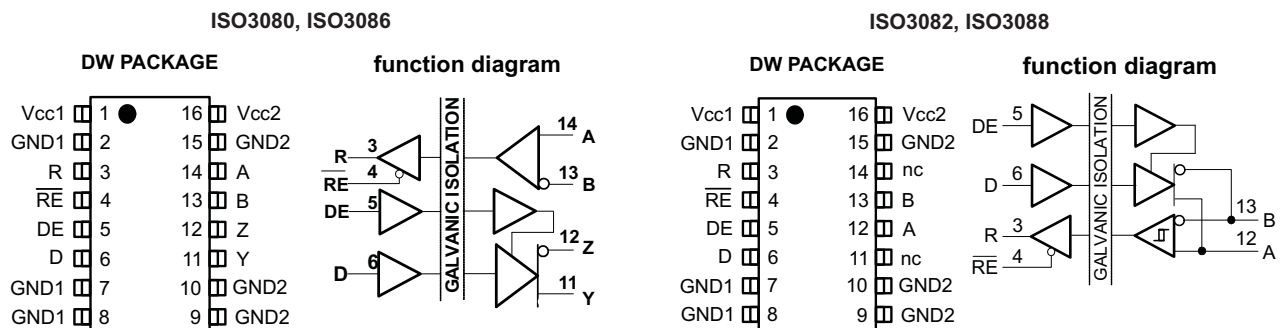 ISO3080, ISO3086
DW PACKAGE
Vcc1 1 16 Vcc2
GND1 2 15 GND2
R 3 14 A
RE 4 13 B
DE 5 12 Z
D 6 11 Y
GND1 7 10 GND2
GND1 8 9 GND2
function diagram
GALVANIC ISOLATION
R 3
RE 4
DE 5
D 6
14 A
13 B
12 Z
11 Y
ISO3082, ISO3088
DW PACKAGE
Vcc1 1 16 Vcc2
GND1 2 15 GND2
R 3 14 nc
RE 4 13 B
DE 5 12 A
D 6 11 nc
GND1 7 10 GND2
GND1 8 9 GND2
function diagram
GALVANIC ISOLATION
DE 5
D 6
R 3
RE 4
13 B
12 A